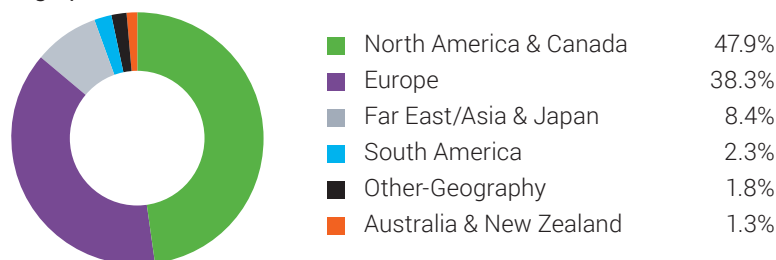 North America & Canada 47.9%
Europe 38.3%
Far East/Asia & Japan 8.4%
South America 2.3%
Other-Geography 1.8%
Australia & New Zealand 1.3%